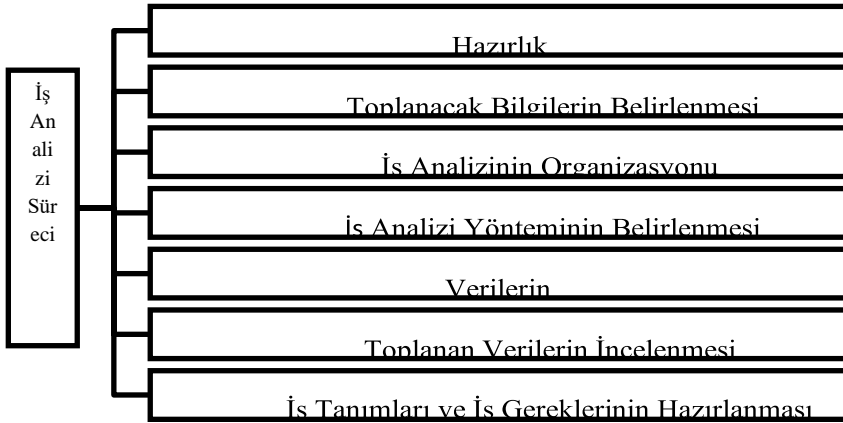 İş
An
ali
zi
Sür
eci
Hazırlık
Toplanacak Bilgilerin Belirlenmesi
İş Analizinin Organizasyonu
İş Analizi Yönteminin Belirlenmesi
Verilerin
Toplanan Verilerin İncelenmesi
İş Tanımları ve İş Gereklerinin Hazırlanması